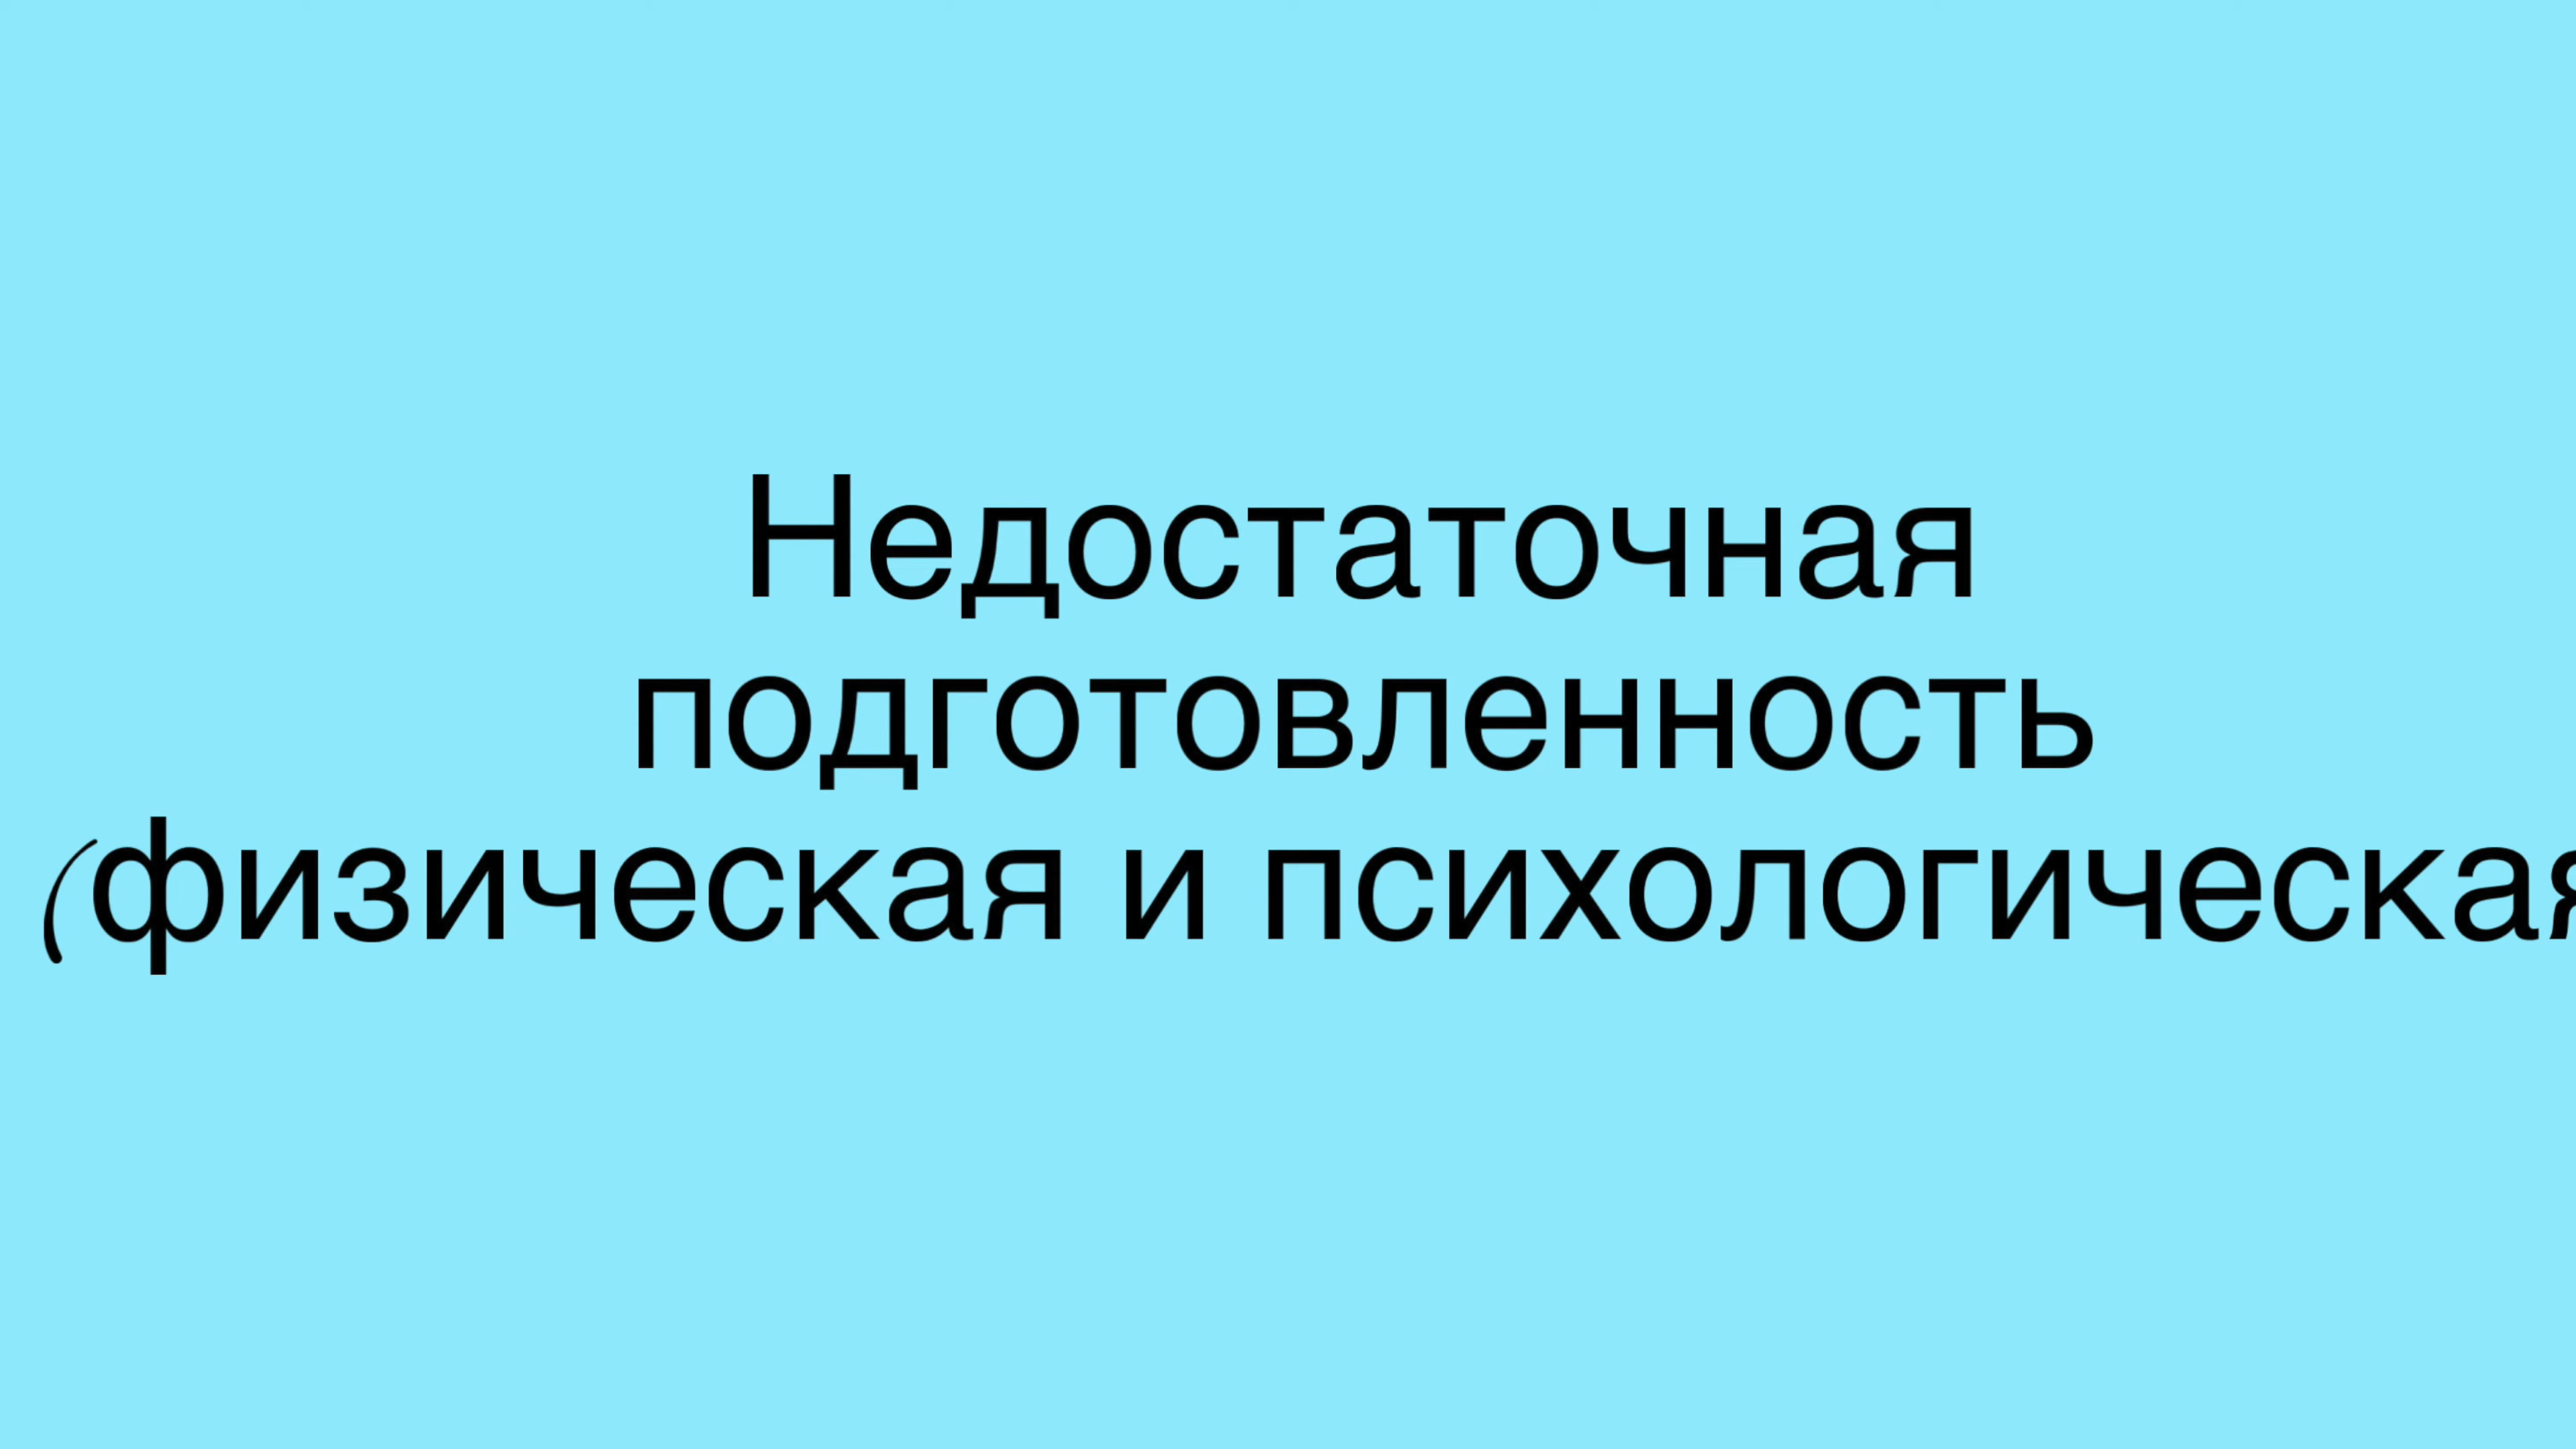 Недостаточная
подготовленность
(физическая и психологическая